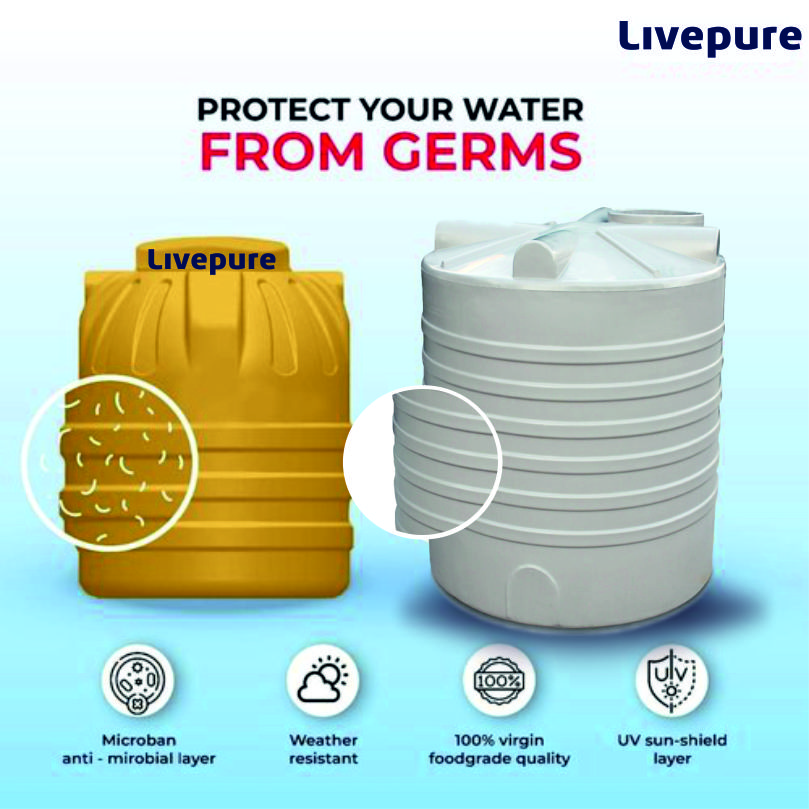 Livepure
PROTECT YOUR WATER
FROM GERMS
Livepure
Microban
anti - mirobial layer
Weather
resistant
100%
100% virgin
foodgrade quality
UV
UV sun-shield
layer